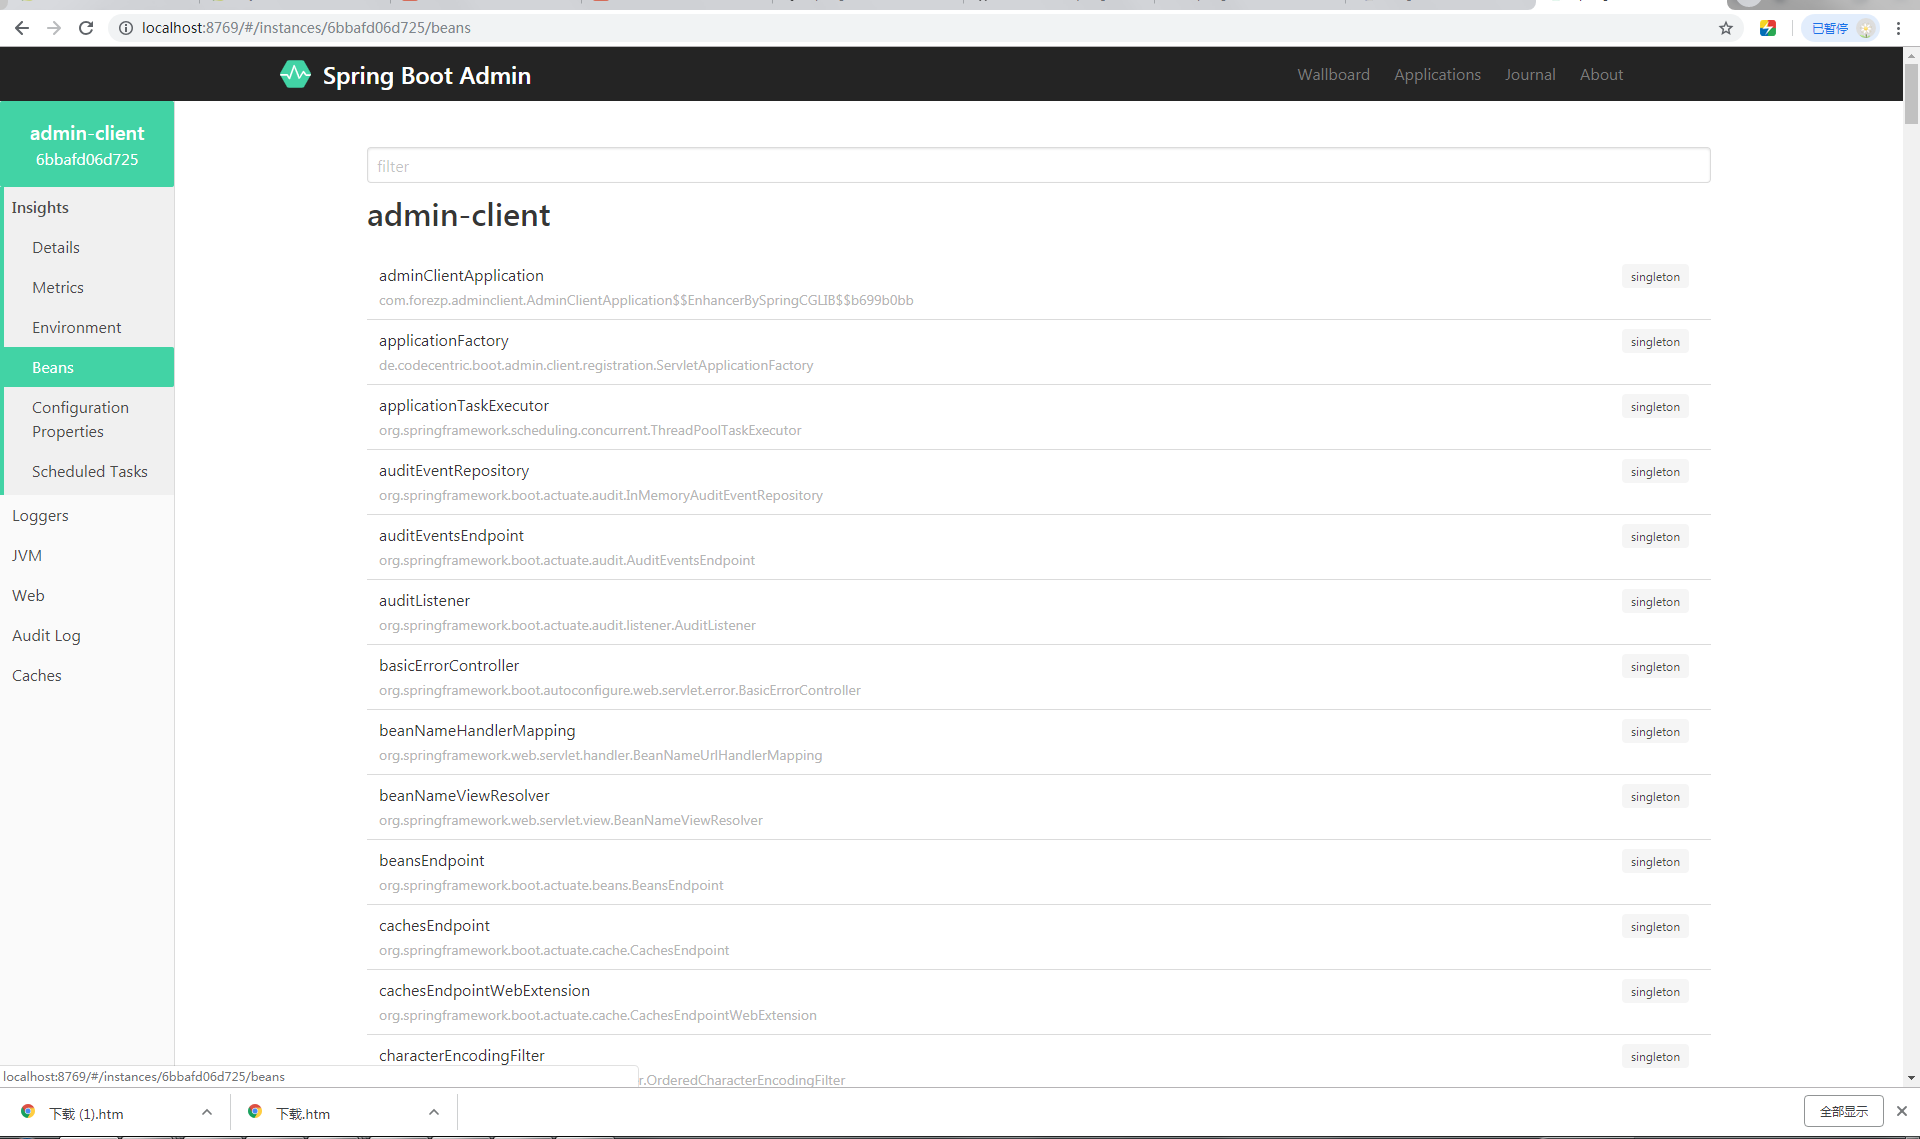 localhost:8769/#/instances/6bbafd06d725/beans
已暂停
Spring Boot Admin
Wallboard
Applications
Journal
About
admin-client
6bbafd06d725
Insights
Details
Metrics
Environment
Beans
Configuration
Properties
Scheduled Tasks
Loggers
JVM
Web
Audit Log
Caches
filter
admin-client
adminClientApplication
singleton
com.forezp.adminclient.AdminClientApplication$$EnhancerBySpringCGLIB$$b699b0bb
applicationFactory
singleton
de.codecentric.boot.admin.client.registration.ServletApplicationFactory
applicationTaskExecutor
singleton
org.springframework.scheduling.concurrent.ThreadPoolTaskExecutor
auditEventRepository
singleton
org.springframework.boot.actuate.audit.InMemoryAuditEventRepository
auditEventsEndpoint
singleton
org.springframework.boot.actuate.audit.AuditEventsEndpoint
auditListener
singleton
org.springframework.boot.actuate.audit.listener.AuditListener
basicErrorController
singleton
org.springframework.boot.autoconfigure.web.servlet.error.BasicErrorController
beanNameHandlerMapping
singleton
org.springframework.web.servlet.handler.BeanNameUrlHandlerMapping
beanNameViewResolver
singleton
org.springframework.web.servlet.view.BeanNameViewResolver
beansEndpoint
singleton
org.springframework.boot.actuate.beans.BeansEndpoint
cachesEndpoint
singleton
org.springframework.boot.actuate.cache.CachesEndpoint
cachesEndpointWebExtension
singleton
org.springframework.boot.actuate.cache.CachesEndpointWebExtension
characterEncodingFilter
singleton
r.OrderedCharacterEncodingFilter
localhost:8769/#/instances/6bbafd06d725/beans
下载 (1).htm
下载.htm
全部显示